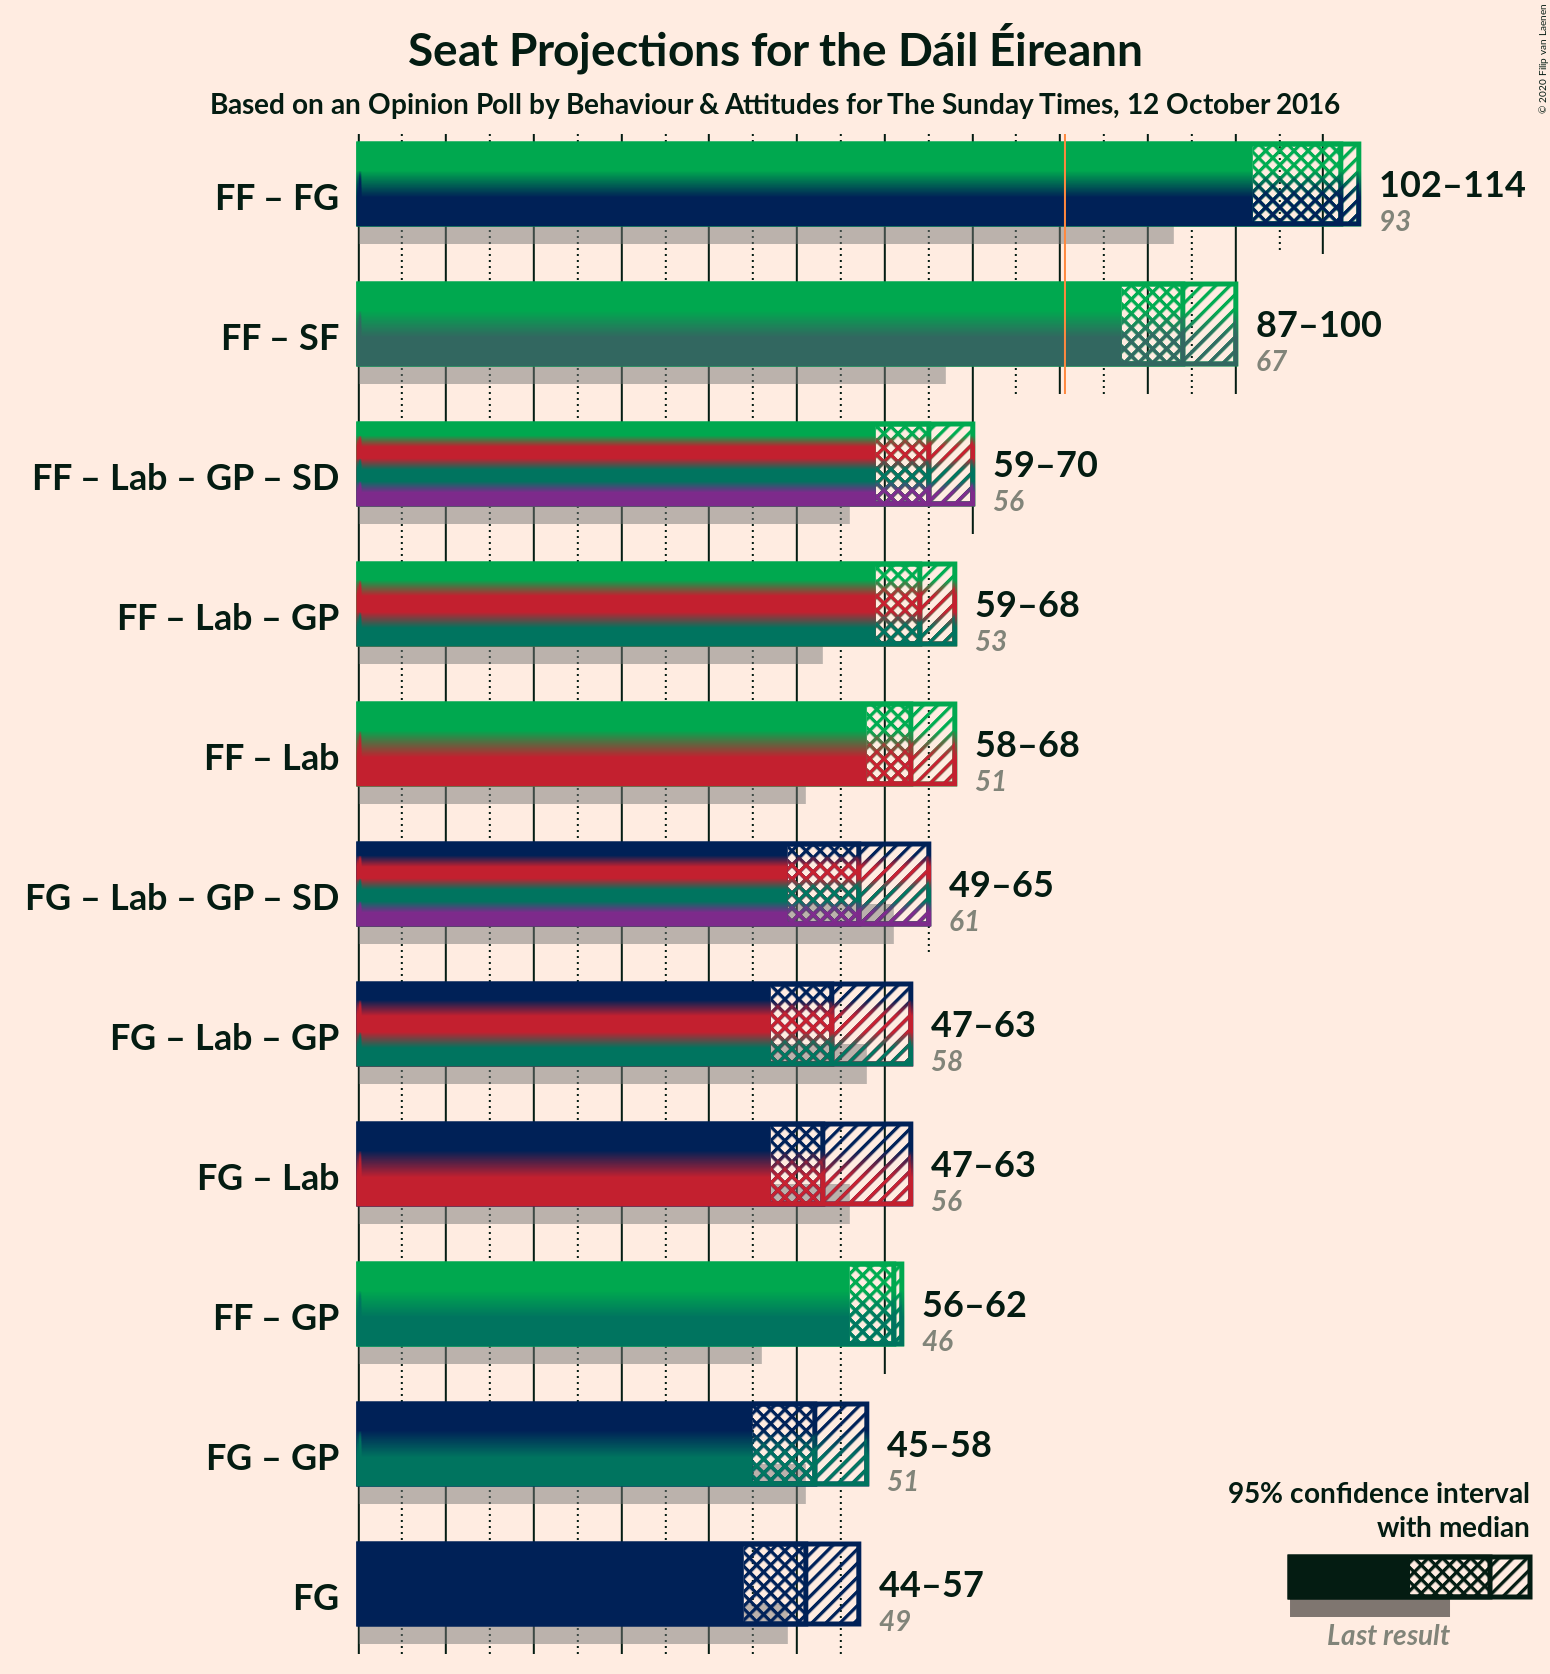 Seat Projections for the Dáil Éireann
Based on an Opinion Poll by Behaviour & Attitudes for The Sunday Times, 12 October 2016
© 2020 Filip van Laenen
FF – FG
102–114
93
FF – SF
87–100
67
FF – Lab – GP – SD
59–70
56
FF – Lab – GP
59–68
53
FF – Lab
58–68
51
FG – Lab – GP – SD
49–65
61
FG – Lab – GP
47–63
58
FG – Lab
47–63
56
FF – GP
56–62
46
FG – GP
45–58
51
FG
44–57
49
95% confidence interval
with median
Last result